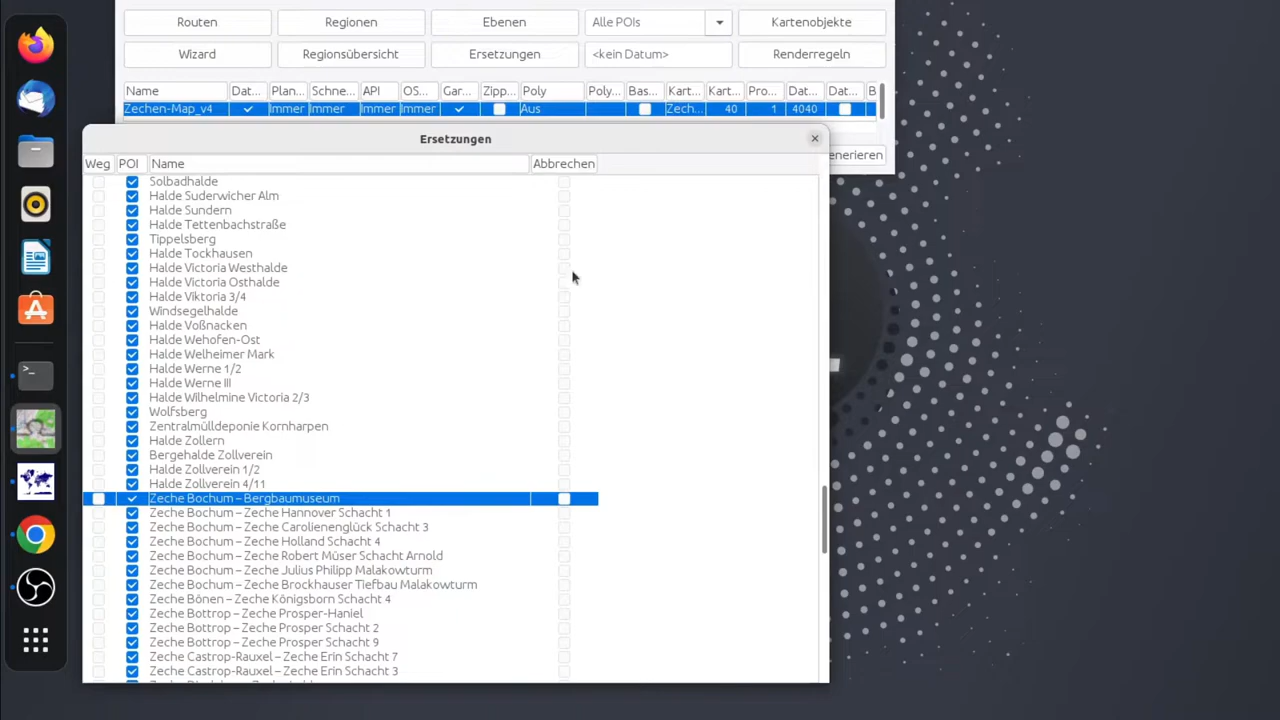 Routen Regionen Ebenen Alle POIs Kartenobjekte
Wizard Regionsübersicht Ersetzungen <kein Datum> Renderregeln
Name Dat... Plan... Schne... API OS... Gar... Zipp... Poly Poly... Bas... Kart... Kart... Pro... Dat... Dat... B
Zechen-Map_v4 Immer Immer Immer Immer Aus Zech... 40 1 4040
enerieren
Ersetzungen
Weg POI Name Abbrechen
Solbadhalde
Halde Suderwicher Alm
Halde Sundern
Halde Tettenbachstraße
Tippelsberg
Halde Tockhausen
Halde Victoria Westhalde
Halde Victoria Osthalde
Halde Viktoria 3/4
Windsegelhalde
Halde Voßnacken
Halde Wehofen-Ost
Halde Welheimer Mark
Halde Werne 1/2
Halde Werne III
Halde Wilhelmine Victoria 2/3
Wolfsberg
Zentralmülldeponie Kornharpen
Halde Zollern
Bergehalde Zollverein
Halde Zollverein 1/2
Halde Zollverein 4/11
Zeche Bochum – Bergbaumuseum
Zeche Bochum – Zeche Hannover Schacht 1
Zeche Bochum – Zeche Carolienenglück Schacht 3
Zeche Bochum – Zeche Holland Schacht 4
Zeche Bochum – Zeche Robert Müser Schacht Arnold
Zeche Bochum – Zeche Julius Philipp Malakowturm
Zeche Bochum – Zeche Brockhauser Tiefbau Malakowturm
Zeche Bönen – Zeche Königsborn Schacht 4
Zeche Bottrop – Zeche Prosper-Haniel
Zeche Bottrop – Zeche Prosper Schacht 2
Zeche Bottrop – Zeche Prosper Schacht 9
Zeche Castrop-Rauxel – Zeche Erin Schacht 7
Zeche Castrop-Rauxel – Zeche Erin Schacht 3